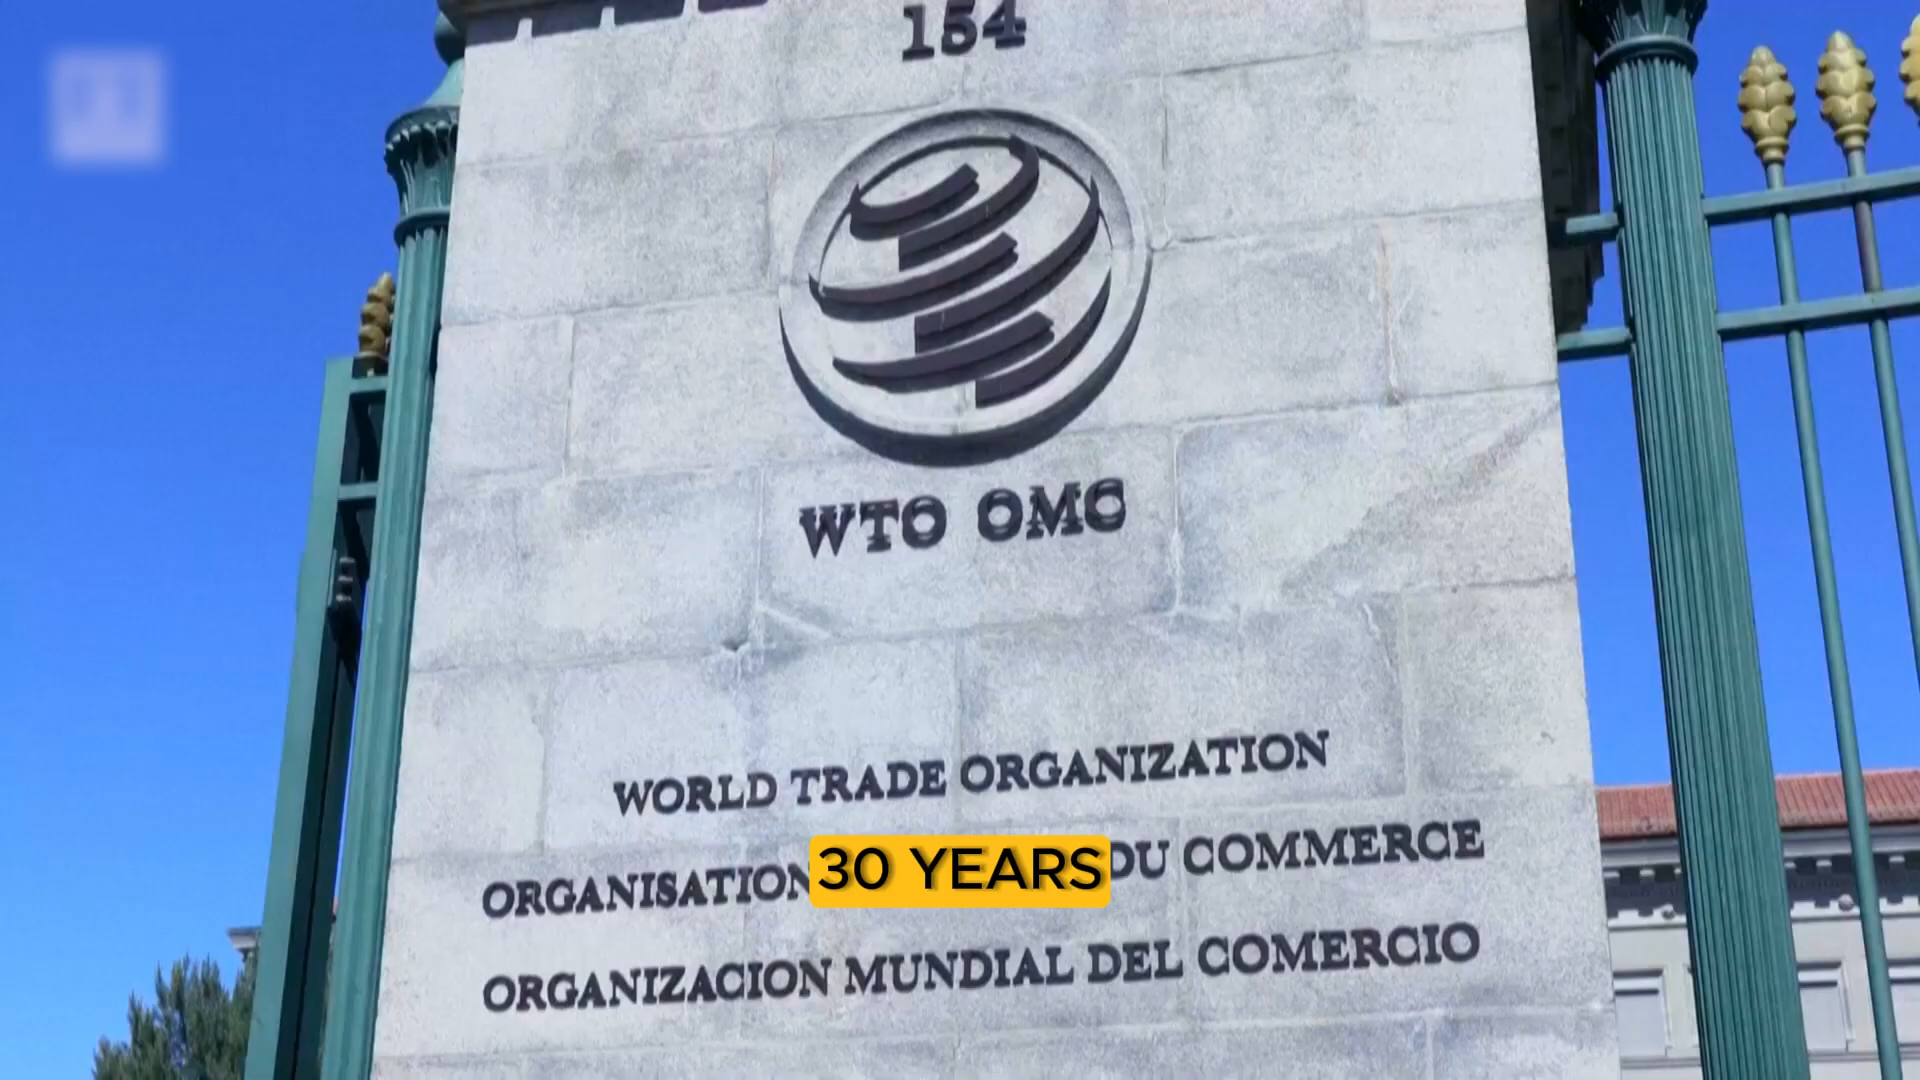 154
WTO OMC
WORLD TRADE ORGANIZATION
ORGANISATION DU COMMERCE
30 YEARS
ORGANIZACION MUNDIAL DEL COMERCIO